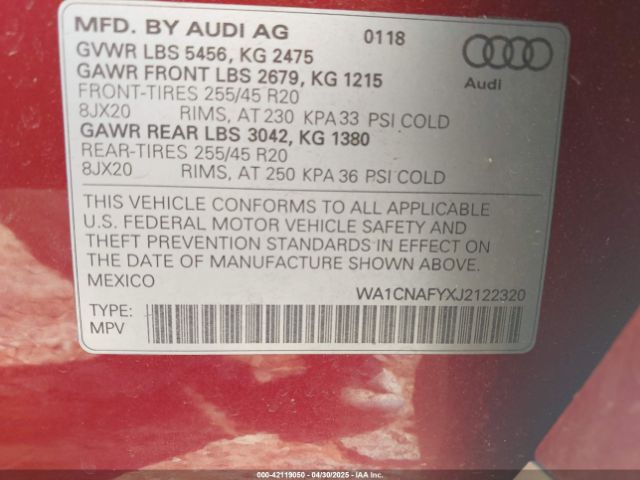 MFD. BY AUDI AG 0118
GVWR LBS 5456, KG 2475
GAWR FRONT LBS 2679, KG 1215
FRONT-TIRES 255/45 R20
8JX20 RIMS, AT 230 KPA 33 PSI COLD
GAWR REAR LBS 3042, KG 1380
REAR-TIRES 255/45 R20
8JX20 RIMS, AT 250 KPA 36 PSI COLD
Audi
THIS VEHICLE CONFORMS TO ALL APPLICABLE
U.S. FEDERAL MOTOR VEHICLE SAFETY AND
THEFT PREVENTION STANDARDS IN EFFECT ON
THE DATE OF MANUFACTURE SHOWN ABOVE.
MEXICO
WA1CNAFYXJ2122320
TYPE:
MPV
000-42119050 - 04/30/2025 - IAAI.COM